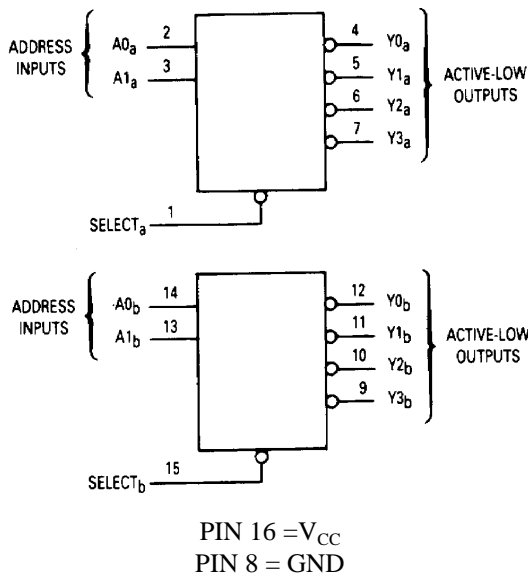 ADDRESS
INPUTS
A0a 2
A1a 3
4 Y0a
5 Y1a
6 Y2a
7 Y3a
ACTIVE-LOW
OUTPUTS
SELECTa 1
ADDRESS
INPUTS
A0b 14
A1b 13
12 Y0b
11 Y1b
10 Y2b
9 Y3b
ACTIVE-LOW
OUTPUTS
SELECTb 15
PIN 16 =VCC
PIN 8 = GND